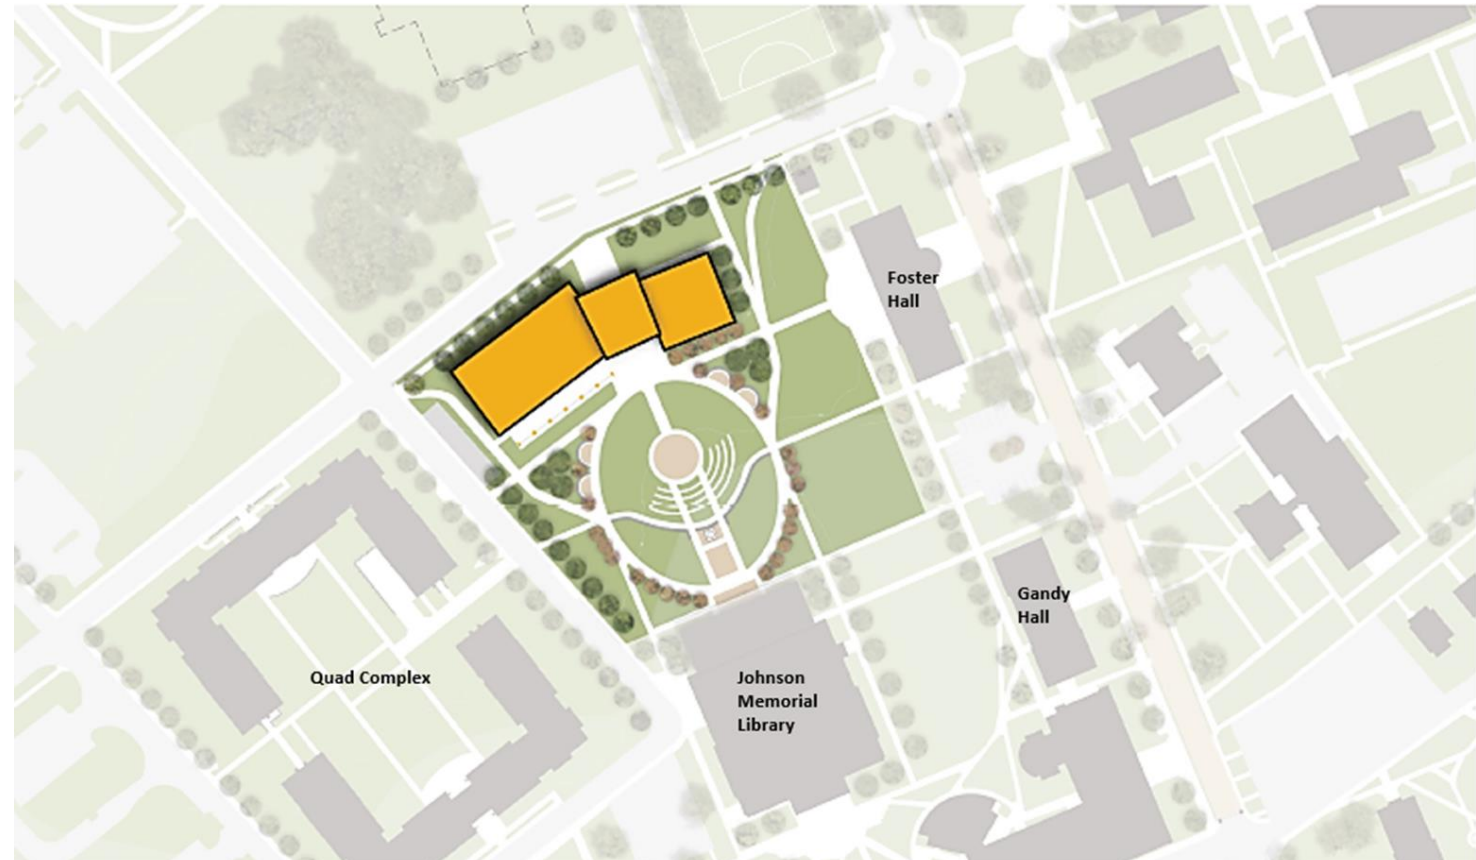 Foster
Hall
Gandy
Hall
Quad Complex
Johnson
Memorial
Library